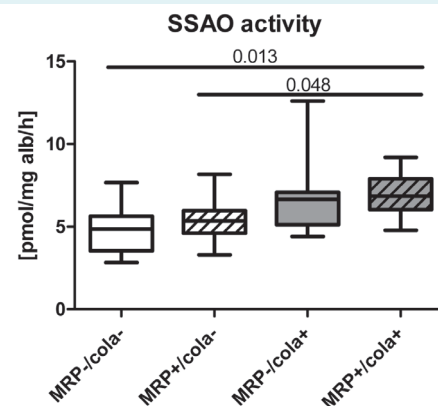 SSAO activity
[pmol/mg alb/h]
15
10
5
0
0.013
0.048
MRP-/cola-
MRP+/cola-
MRP-/cola+
MRP+/cola+